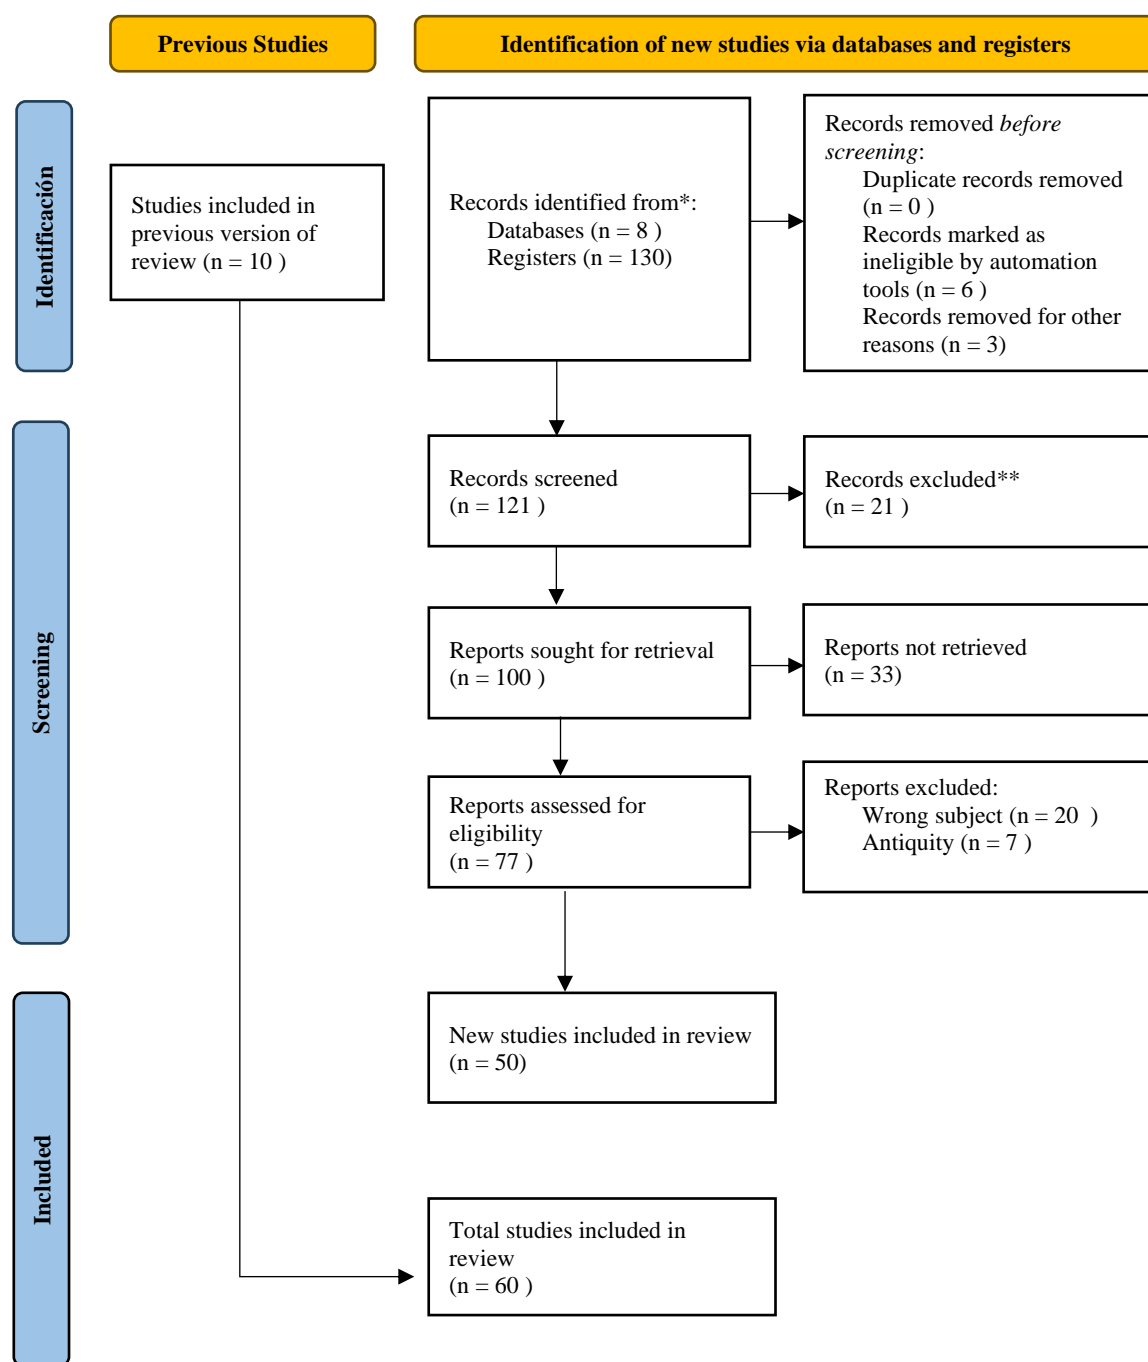 Previous Studies
Identification of new studies via databases and registers
Identificación
Studies included in
previous version of
review (n = 10 )
Records identified from*:
Databases (n = 8 )
Registers (n = 130)
Records removed before
screening:
Duplicate records removed
(n = 0 )
Records marked as
ineligible by automation
tools (n = 6 )
Records removed for other
reasons (n = 3)
Screening
Records screened
(n = 121 )
Records excluded**
(n = 21 )
Reports sought for retrieval
(n = 100 )
Reports not retrieved
(n = 33)
Reports assessed for
eligibility
(n = 77 )
Reports excluded:
Wrong subject (n = 20  )
Antiquity (n = 7 )
Included
New studies included in review
(n = 50)
Total studies included in
review
(n = 60 )